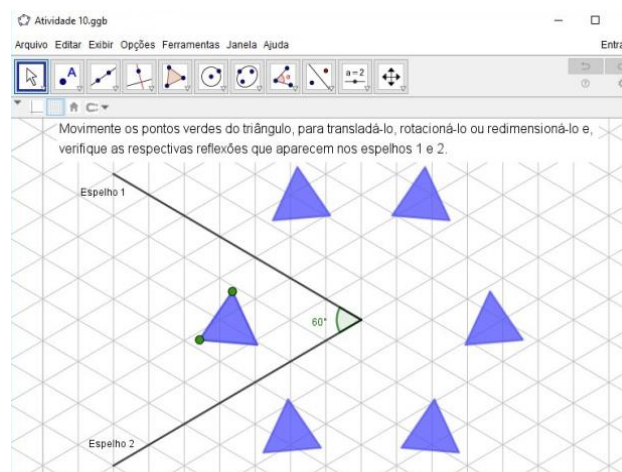 Atividade 10.ggb
Arquivo Editar Exibir Opções Ferramentas Janela Ajuda
A
a=2
Movimente os pontos verdes do triângulo, para transladá-lo, rotacioná-lo ou redimensioná-lo e,
verifique as respectivas reflexões que aparecem nos espelhos 1 e 2.
Espelho 1
60°
Espelho 2